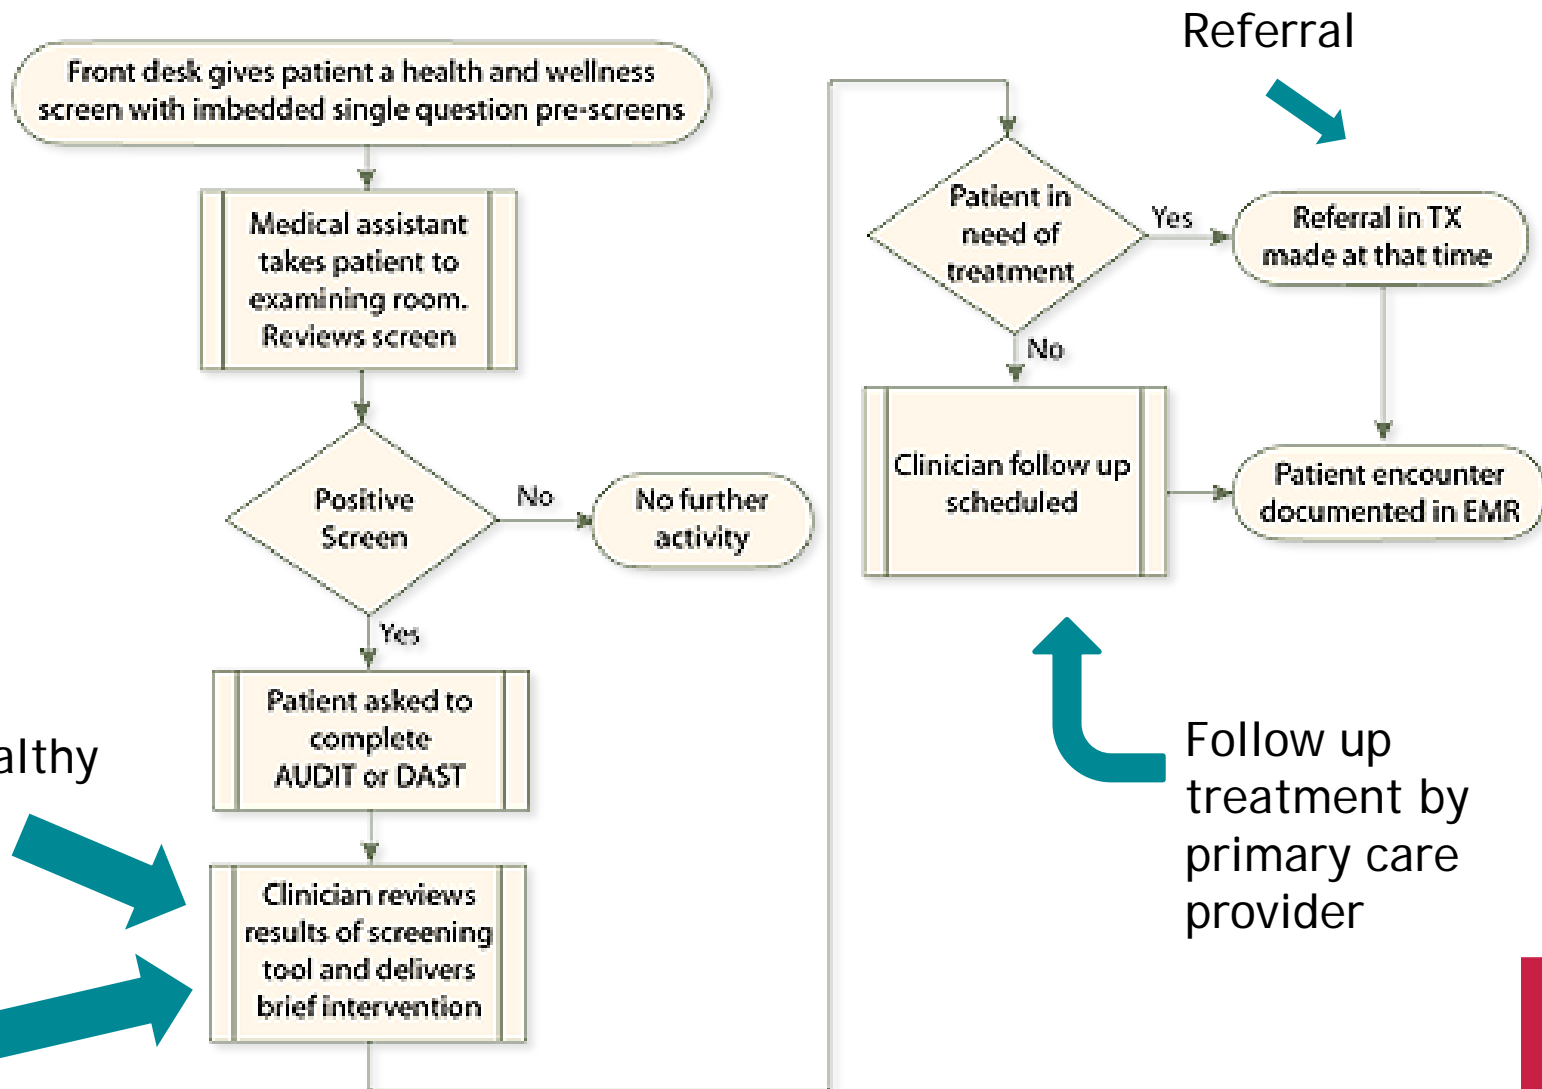 Front desk gives patient a health and wellness
screen with imbedded single question pre-screens
Medical assistant
takes patient to
examining room.
Reviews screen
Positive
Screen
No
No further
activity
Yes
Patient asked to
complete
AUDIT or DAST
althy
Clinician reviews
results of screening
tool and delivers
brief intervention
Referral
Patient in
need of
treatment
Yes
Referral in TX
made at that time
No
Clinician follow up
scheduled
Patient encounter
documented in EMR
Follow up
treatment by
primary care
provider